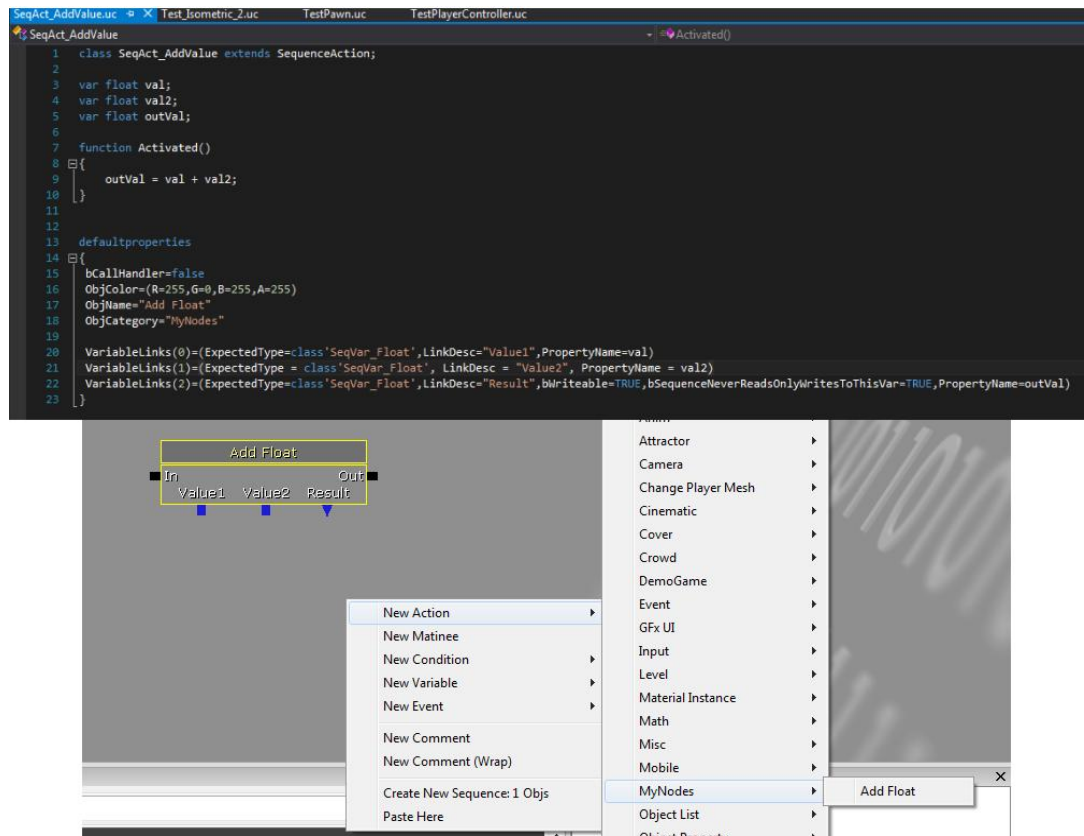 SeqAct_AddValue.uc Test_Isometric_2.uc TestPawn.uc TestPlayerController.uc
SeqAct_AddValue Activated()
1 class SeqAct_AddValue extends SequenceAction;
2
3 var float val;
4 var float val2;
5 var float outVal;
6
7 function Activated()
8 {
9 outVal = val + val2;
10 }
11
12
13 defaultproperties
14 {
15 bCallHandler=false
16 ObjColor=(R=255,G=0,B=255,A=255)
17 ObjName="Add Float"
18 ObjCategory="MyNodes"
19
20 VariableLinks(0)=(ExpectedType=class'SeqVar_Float',LinkDesc="Value1",PropertyName=val)
21 VariableLinks(1)=(ExpectedType = class'SeqVar_Float', LinkDesc = "Value2", PropertyName = val2)
22 VariableLinks(2)=(ExpectedType=class'SeqVar_Float',LinkDesc="Result",bWriteable=TRUE,bSequenceNeverReadsOnlyWritesToThisVar=TRUE,PropertyName=outVal)
23 }
Add Float
In Out
Value1 Value2 Result
New Action
New Matinee
New Condition
New Variable
New Event
New Comment
New Comment (Wrap)
Create New Sequence: 1 Objs
Paste Here
Attractor
Camera
Change Player Mesh
Cinematic
Cover
Crowd
DemoGame
Event
GFx UI
Input
Level
Material Instance
Math
Misc
Mobile
MyNodes
Object List
Add Float